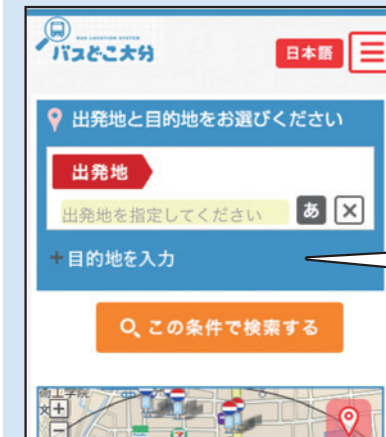 BUS LOCATION SYSTEM
バスどこ大分
日本語
出発地と目的地をお選びください
出発地
出発地を指定してください
あ
+目的地を入力
この条件で検索する
学院